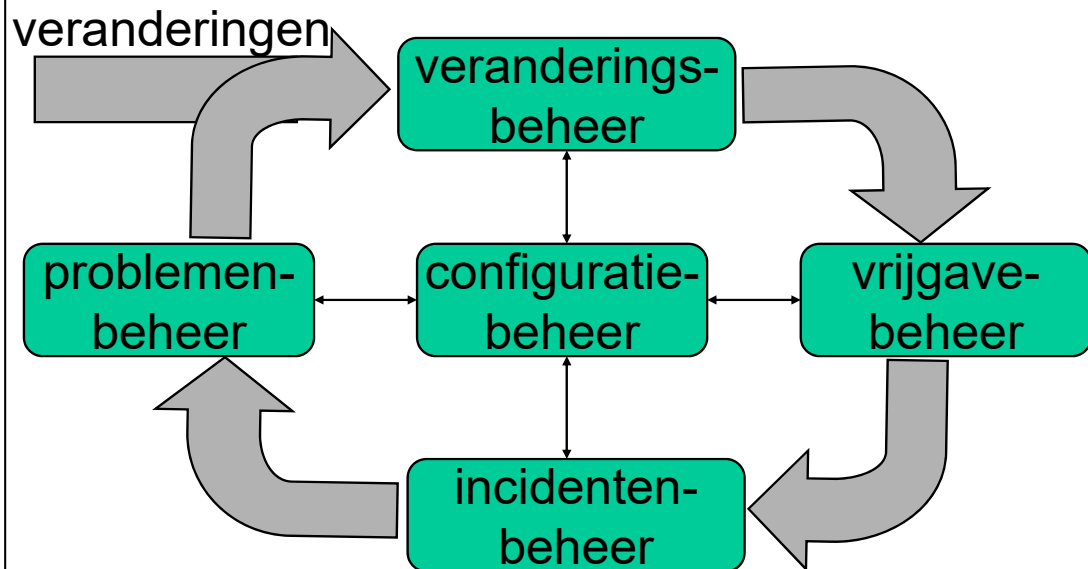 veranderingen
veranderings-
beheer
problemen-
beheer
configuratie-
beheer
vrijgave-
beheer
incidenten-
beheer